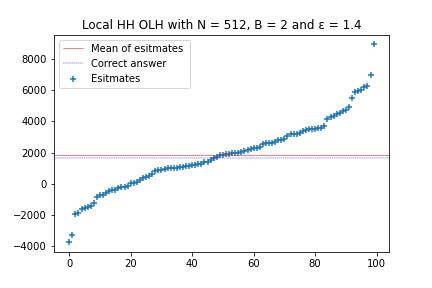 Local HH OLH with N = 512, B = 2 and ε = 1.4
Mean of esitmates
Correct answer
Esitmates
8000
6000
4000
2000
0
−2000
−4000
0 20 40 60 80 100